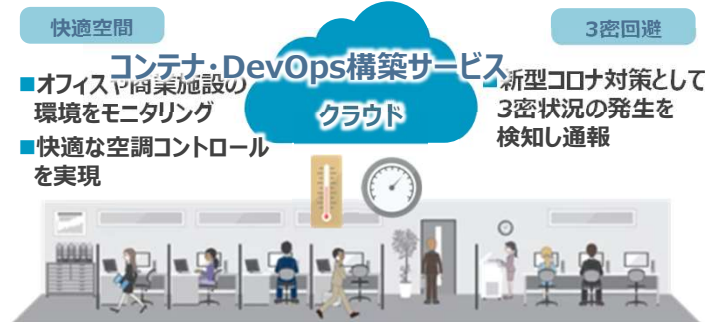 快適空間
3密回避
コンテナ・DevOps構築サービス
クラウド
■オフィスや商業施設の
環境をモニタリング
■快適な空調コントロール
を実現
■新型コロナ対策として
3密状況の発生を
検知し通報